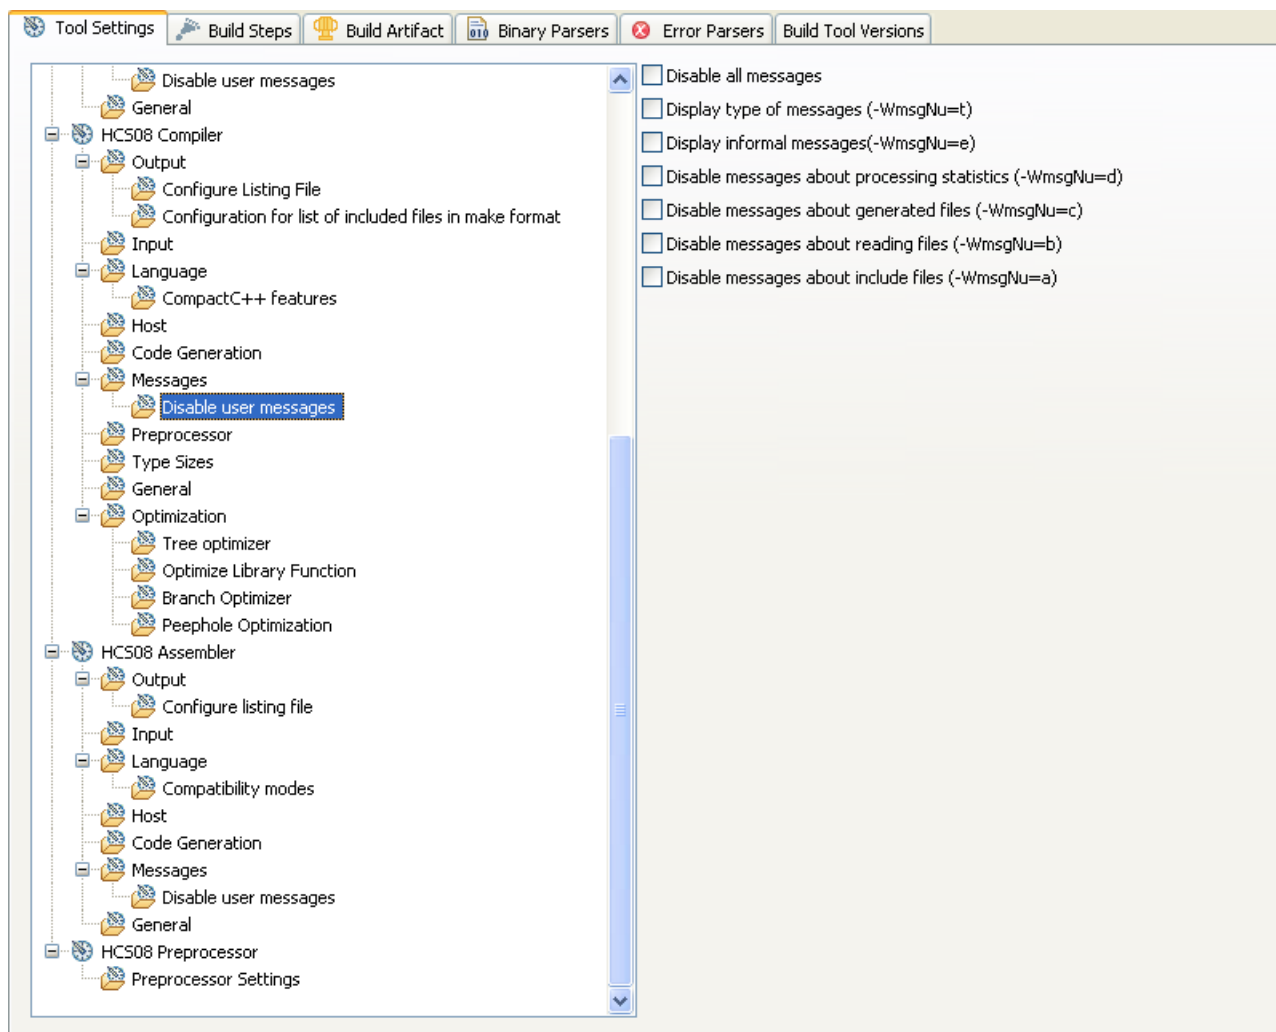 Tool Settings Build Steps Build Artifact Binary Parsers Error Parsers Build Tool Versions
Disable user messages
General
HCS08 Compiler
Output
Configure Listing File
Configuration for list of included files in make format
Input
Language
CompactC++ features
Host
Code Generation
Messages
Disable user messages
Preprocessor
Type Sizes
General
Optimization
Tree optimizer
Optimize Library Function
Branch Optimizer
Peephole Optimization
HCS08 Assembler
Output
Configure listing file
Input
Language
Compatibility modes
Host
Code Generation
Messages
Disable user messages
General
HCS08 Preprocessor
Preprocessor Settings
Disable all messages
Display type of messages (-WmsgNu=t)
Display informal messages(-WmsgNu=e)
Disable messages about processing statistics (-WmsgNu=d)
Disable messages about generated files (-WmsgNu=c)
Disable messages about reading files (-WmsgNu=b)
Disable messages about include files (-WmsgNu=a)